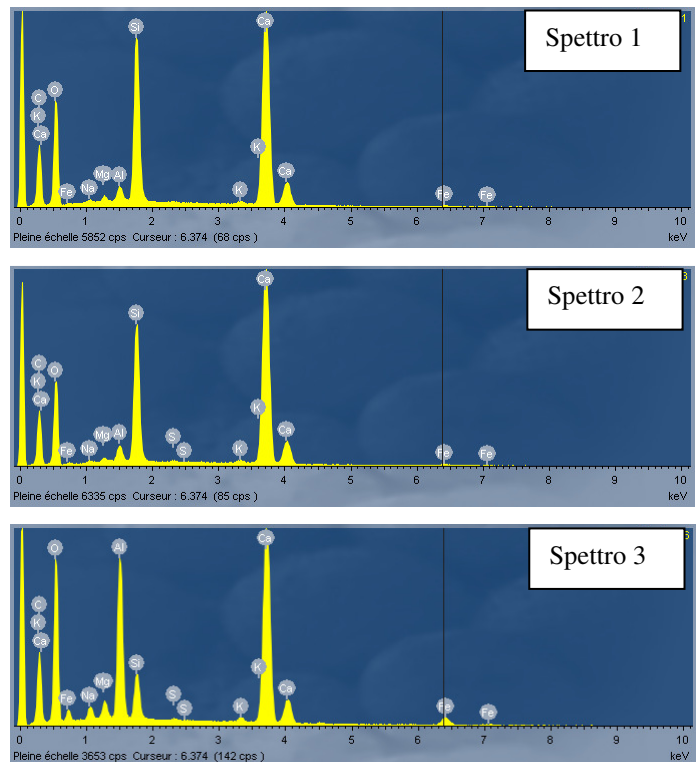 Spettro 1
1
Si
Ca
C
O
K
Ca
K
Ca
Fe
Na
Mg
Al
K
Fe
Fe
0 1 2 3 4 5 6 7 8 9 10
Pleine échelle 5852 cps Curseur : 6.374 (68 cps )
keV
Spettro 2
3
Ca
Si
C
O
K
Ca
K
Ca
Fe
Na
Mg
Al
S
S
K
Fe
Fe
0 1 2 3 4 5 6 7 8 9 10
Pleine échelle 6335 cps Curseur : 6.374 (85 cps )
keV
Spettro 3
6
Ca
O
Al
C
K
Ca
Si
K
Ca
Fe
Na
Mg
S
S
K
Fe
Fe
0 1 2 3 4 5 6 7 8 9 10
Pleine échelle 3653 cps Curseur : 6.374 (142 cps )
keV